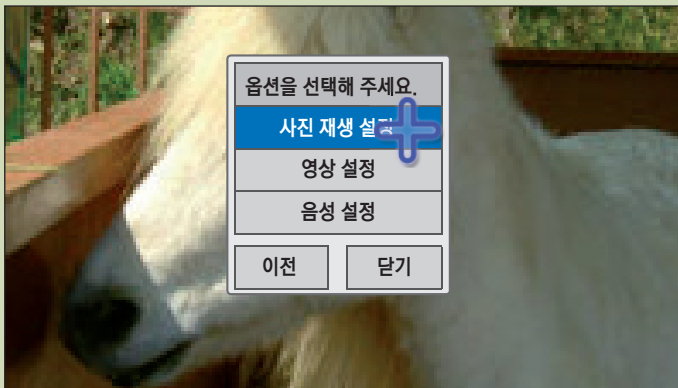 옵션을 선택해 주세요.
사진 재생 설정
영상 설정
음성 설정
이전
닫기